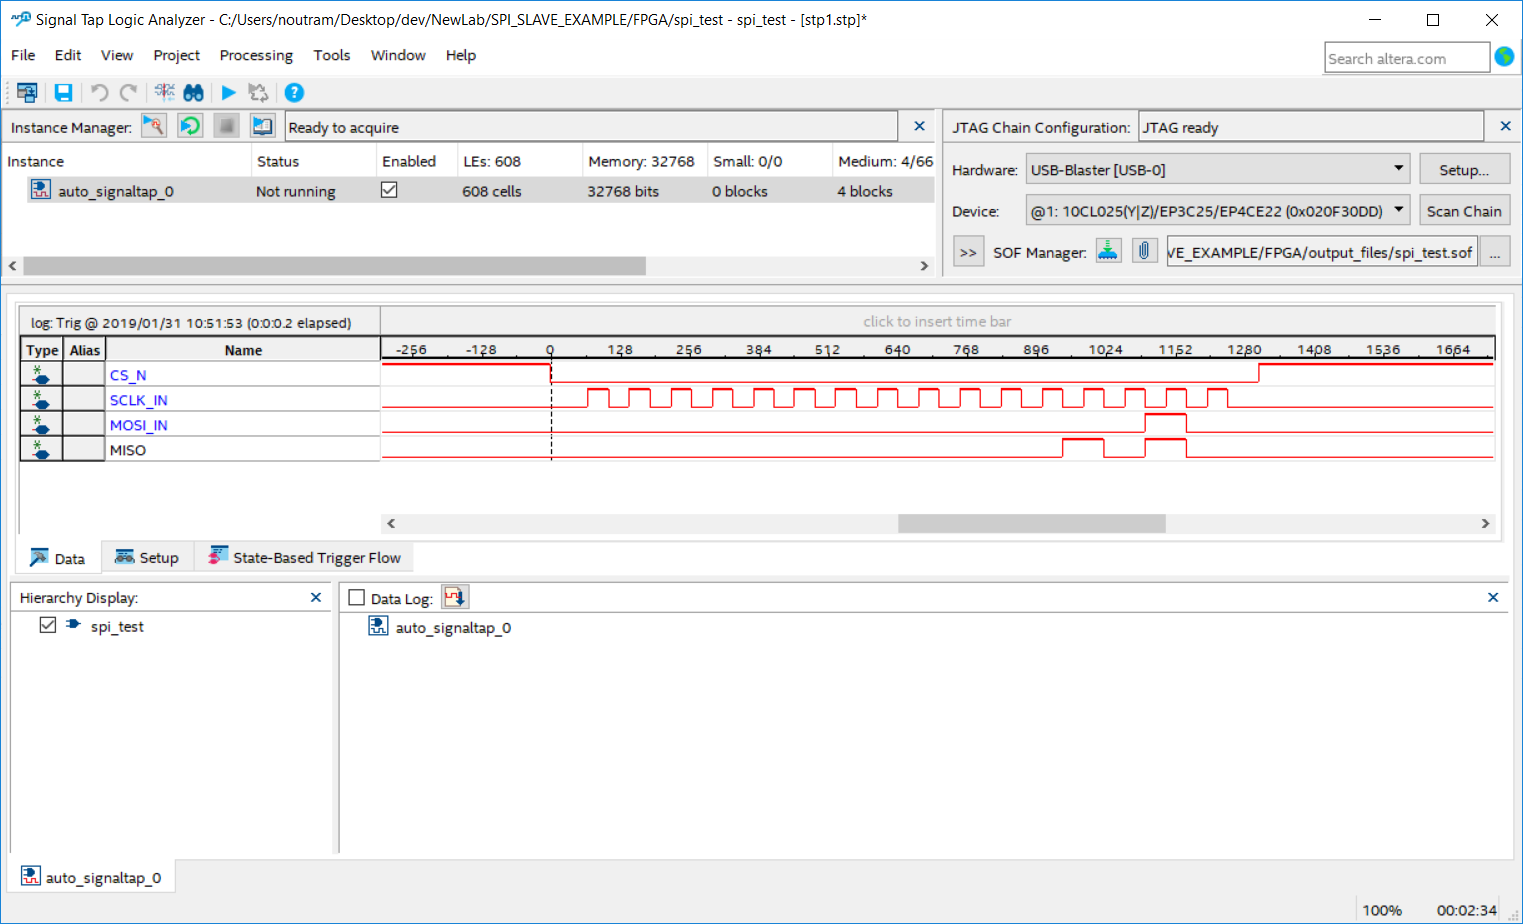 Signal Tap Logic Analyzer - C:/Users/noutram/Desktop/dev/NewLab/SPI_SLAVE_EXAMPLE/FPGA/spi_test - spi_test - [stp1.stp]*
File Edit View Project Processing Tools Window Help
Search altera.com
Instance Manager: Ready to acquire
JTAG Chain Configuration: JTAG ready
Instance Status Enabled LEs: 608 Memory: 32768 Small: 0/0 Medium: 4/66
auto_signaltap_0 Not running 608 cells 32768 bits 0 blocks 4 blocks
Hardware: USB-Blaster [USB-0] Setup...
Device: @1: 10CL025(Y|Z)/EP3C25/EP4CE22 (0x020F30DD) Scan Chain
>> SOF Manager: VE_EXAMPLE/FPGA/output_files/spi_test.sof ...
log: Trig @ 2019/01/31 10:51:53 (0:0:0.2 elapsed) click to insert time bar
Type Alias Name -256 -128 0 128 256 384 512 640 768 896 1024 1152 1280 1408 1536 1664
CS_N
SCLK_IN
MOSI_IN
MISO
Data Setup State-Based Trigger Flow
Hierarchy Display: Data Log:
spi_test auto_signaltap_0
auto_signaltap_0
100% 00:02:34